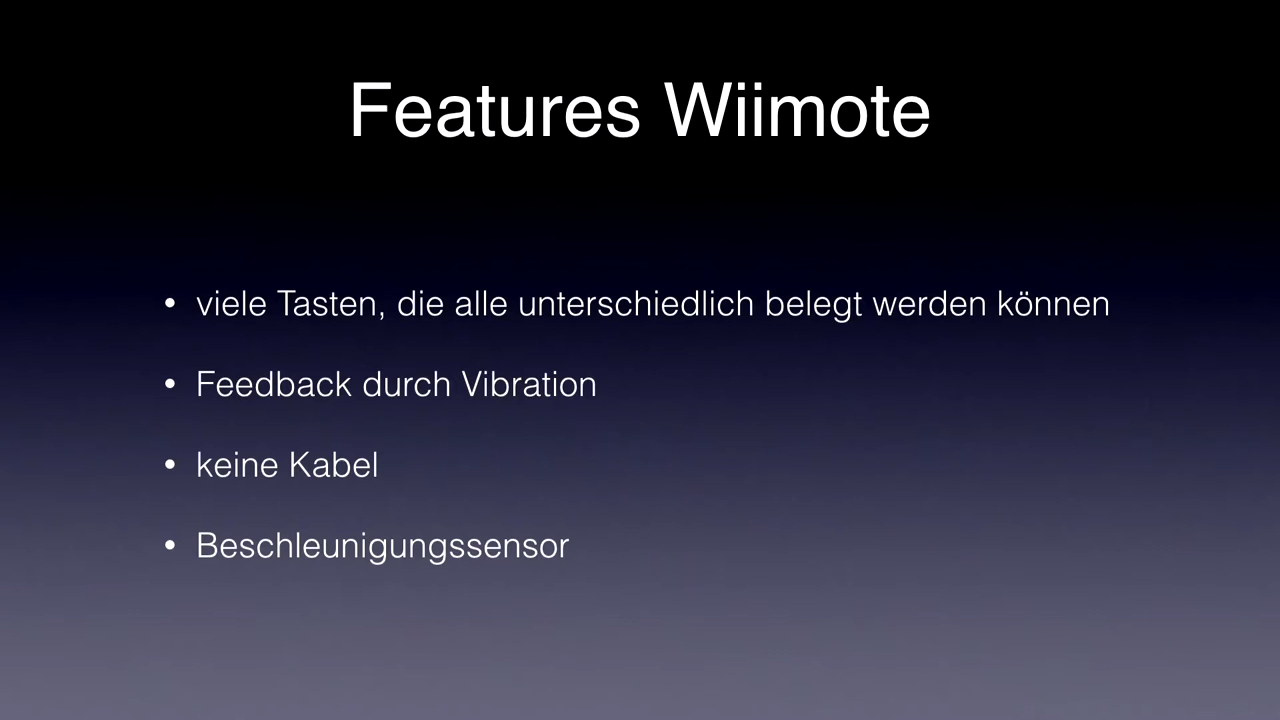 Features Wiimote
• viele Tasten, die alle unterschiedlich belegt werden können
• Feedback durch Vibration
• keine Kabel
• Beschleunigungssensor